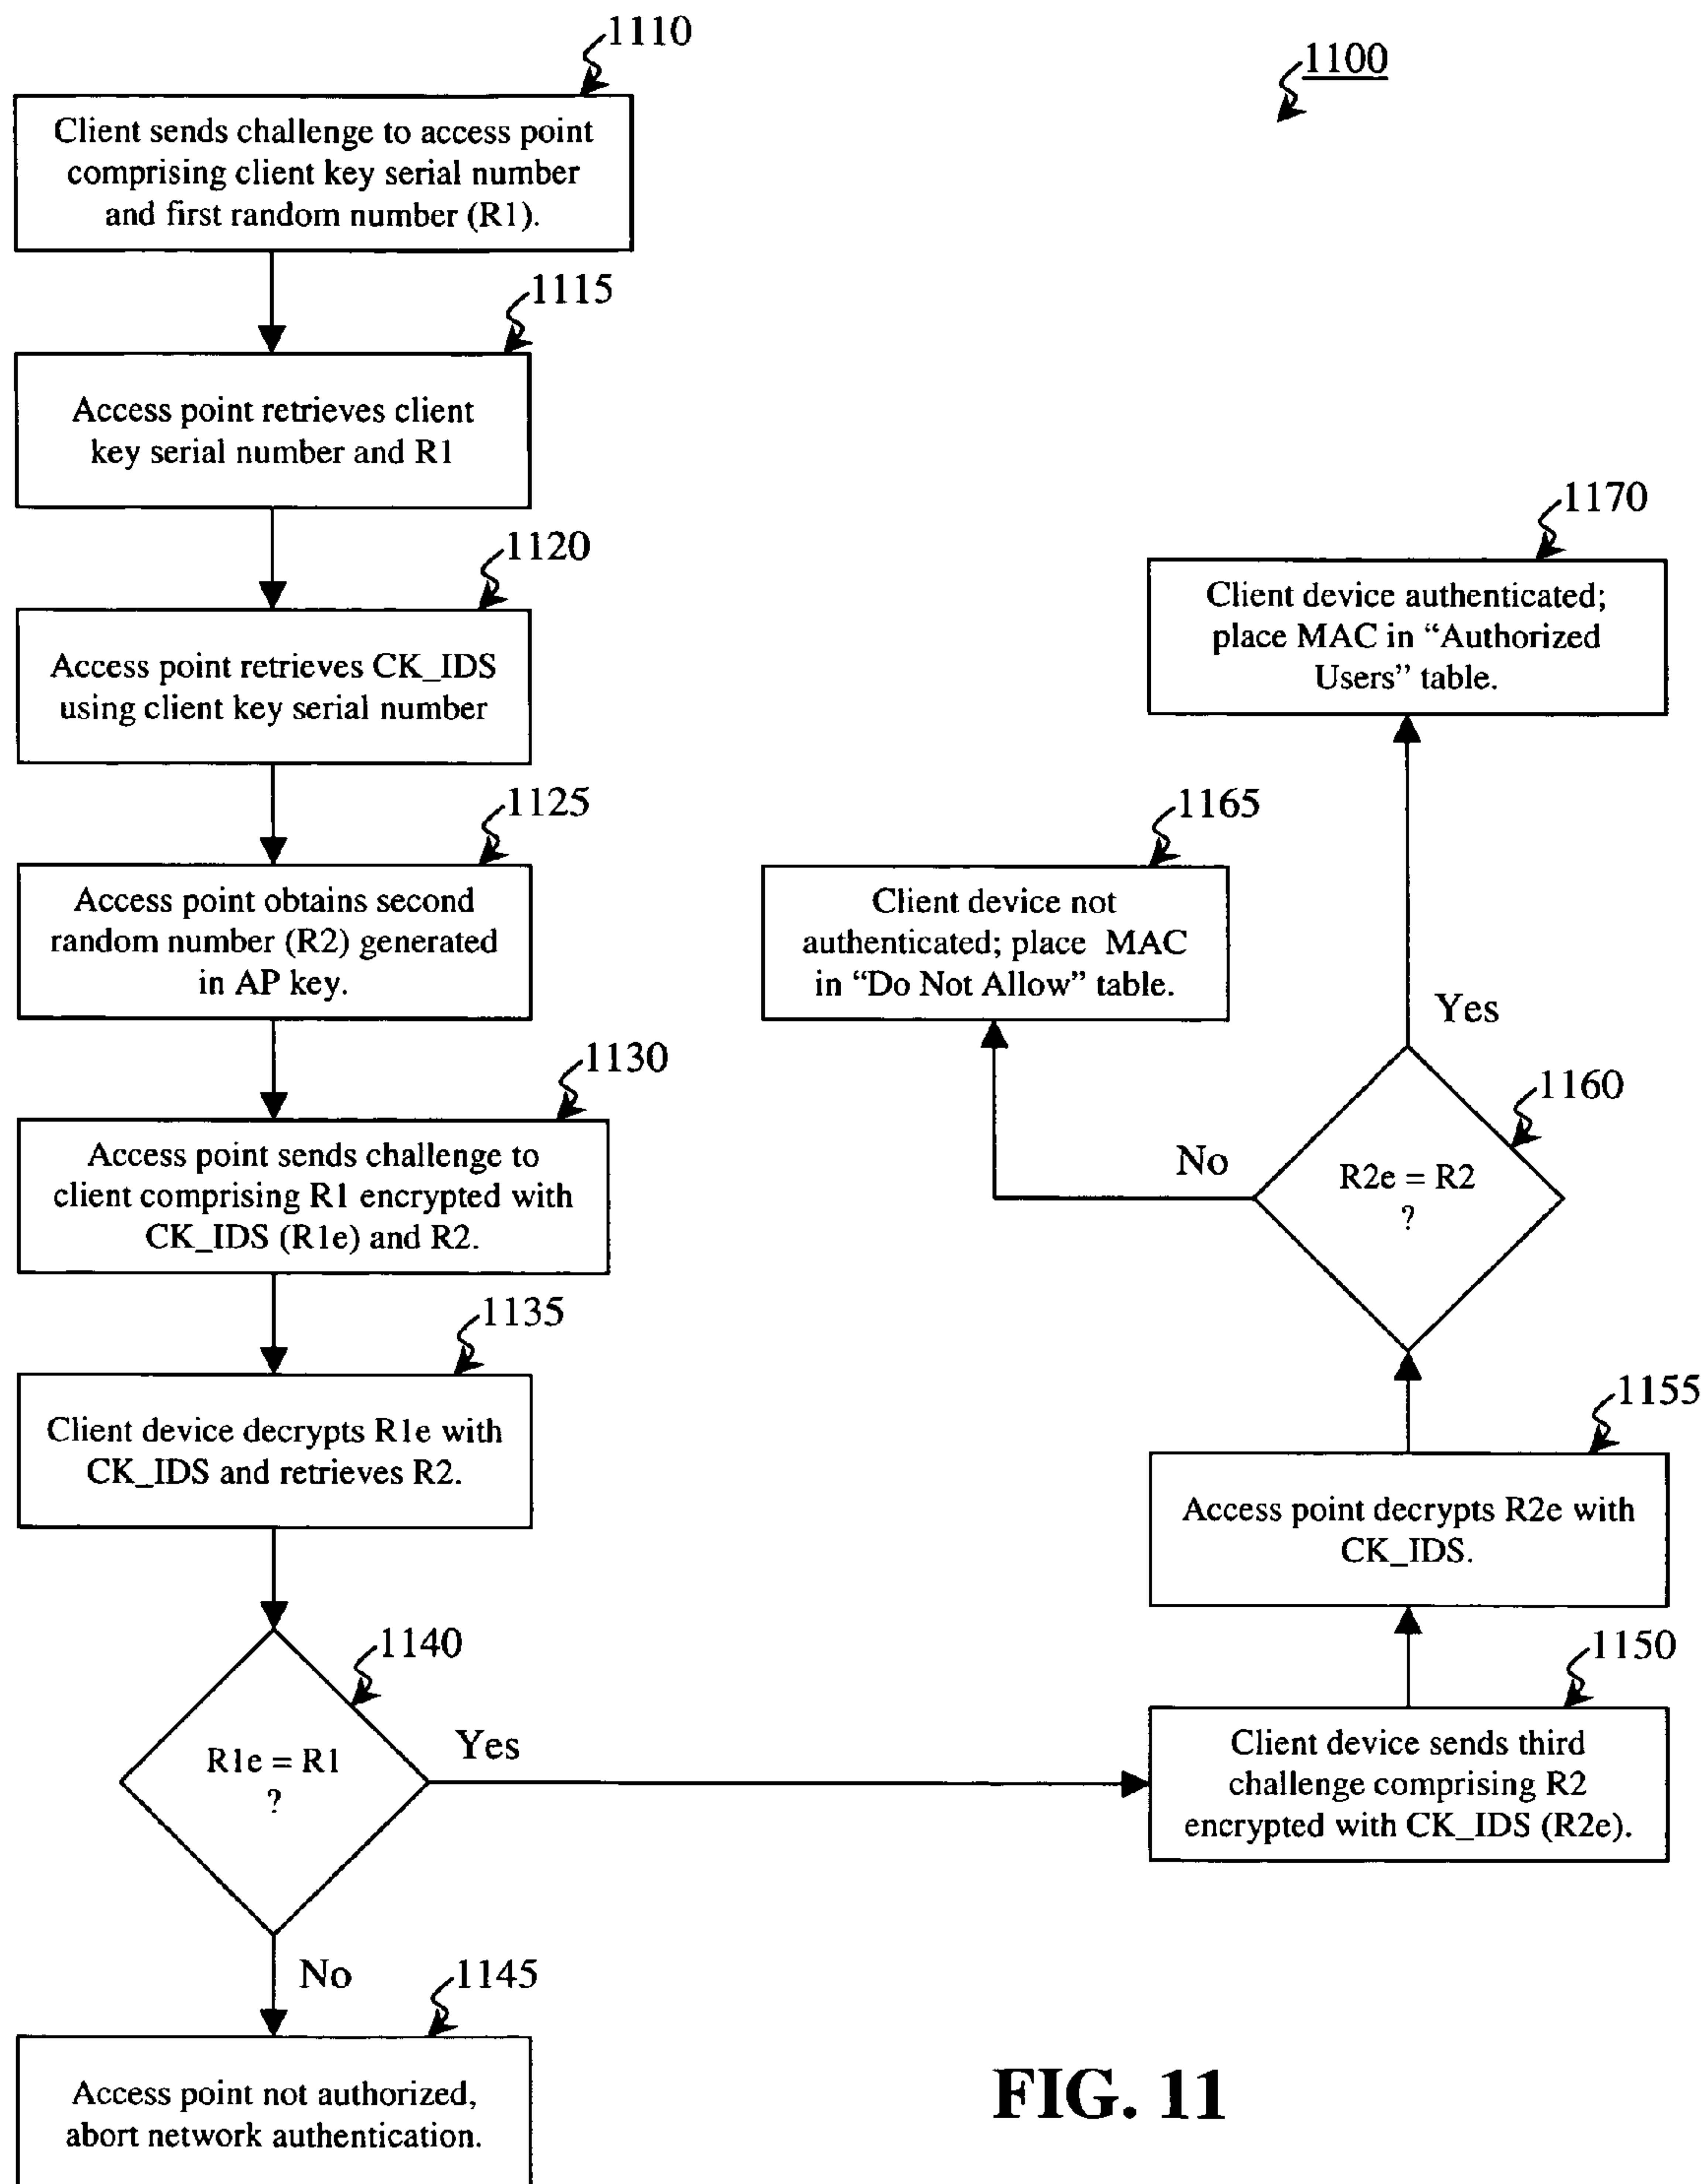 1110
1100
Client sends challenge to access point
comprising client key serial number
and first random number (R1).
1115
Access point retrieves client
key serial number and R1
1120
Access point retrieves CK_IDS
using client key serial number
1125
Access point obtains second
random number (R2) generated
in AP key.
1130
Access point sends challenge to
client comprising R1 encrypted with
CK_IDS (R1e) and R2.
1135
Client device decrypts R1e with
CK_IDS and retrieves R2.
1140
R1e = R1
?
Yes
No
1145
Access point not authorized,
abort network authentication.
1150
Client device sends third
challenge comprising R2
encrypted with CK_IDS (R2e).
1155
Access point decrypts R2e with
CK_IDS.
1160
R2e = R2
?
No
Yes
1165
Client device not
authenticated; place MAC
in “Do Not Allow” table.
1170
Client device authenticated;
place MAC in “Authorized
Users” table.
FIG. 11